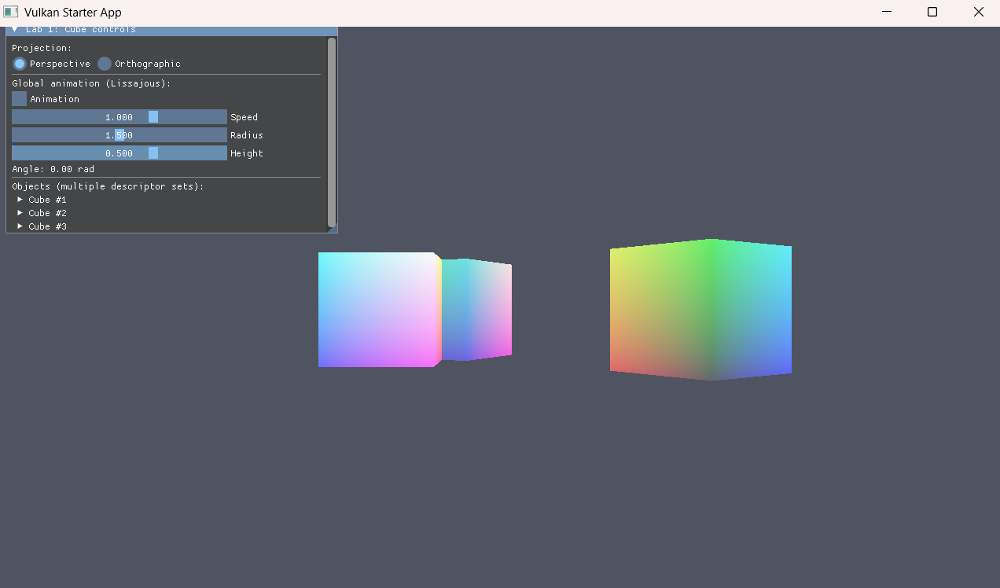 Vulkan Starter App
Lab 1: Cube controls
Projection:
Perspective Orthographic
Global animation (Lissajous):
Animation
1.000 Speed
1.500 Radius
0.500 Height
Angle: 0.00 rad
Objects (multiple descriptor sets):
Cube #1
Cube #2
Cube #3